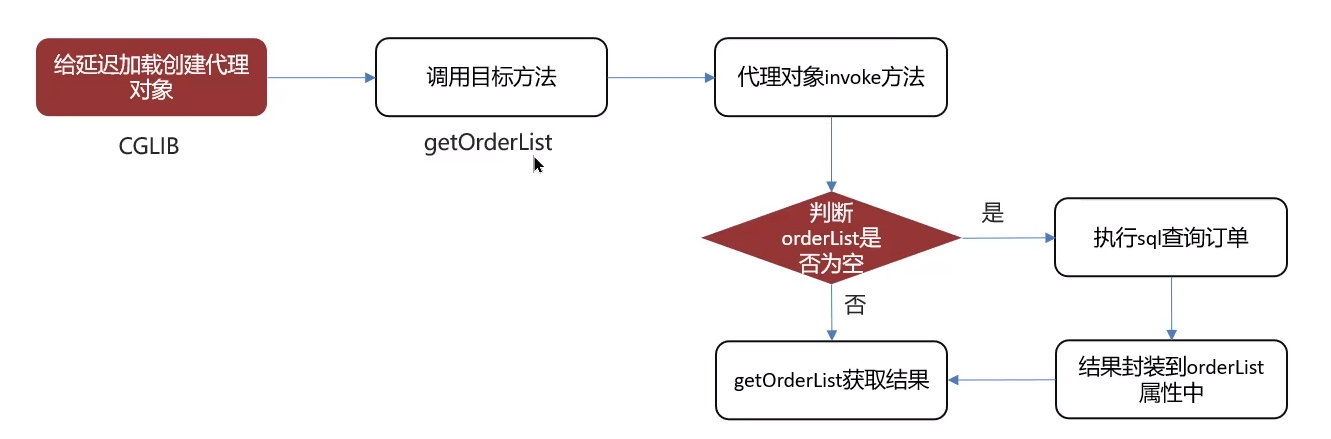 给延迟加载创建代理
对象
CGLIB
调用目标方法
getOrderList
代理对象invoke方法
判断
orderList是
否为空
是
执行sql查询订单
否
结果封装到orderList
属性中
getOrderList获取结果